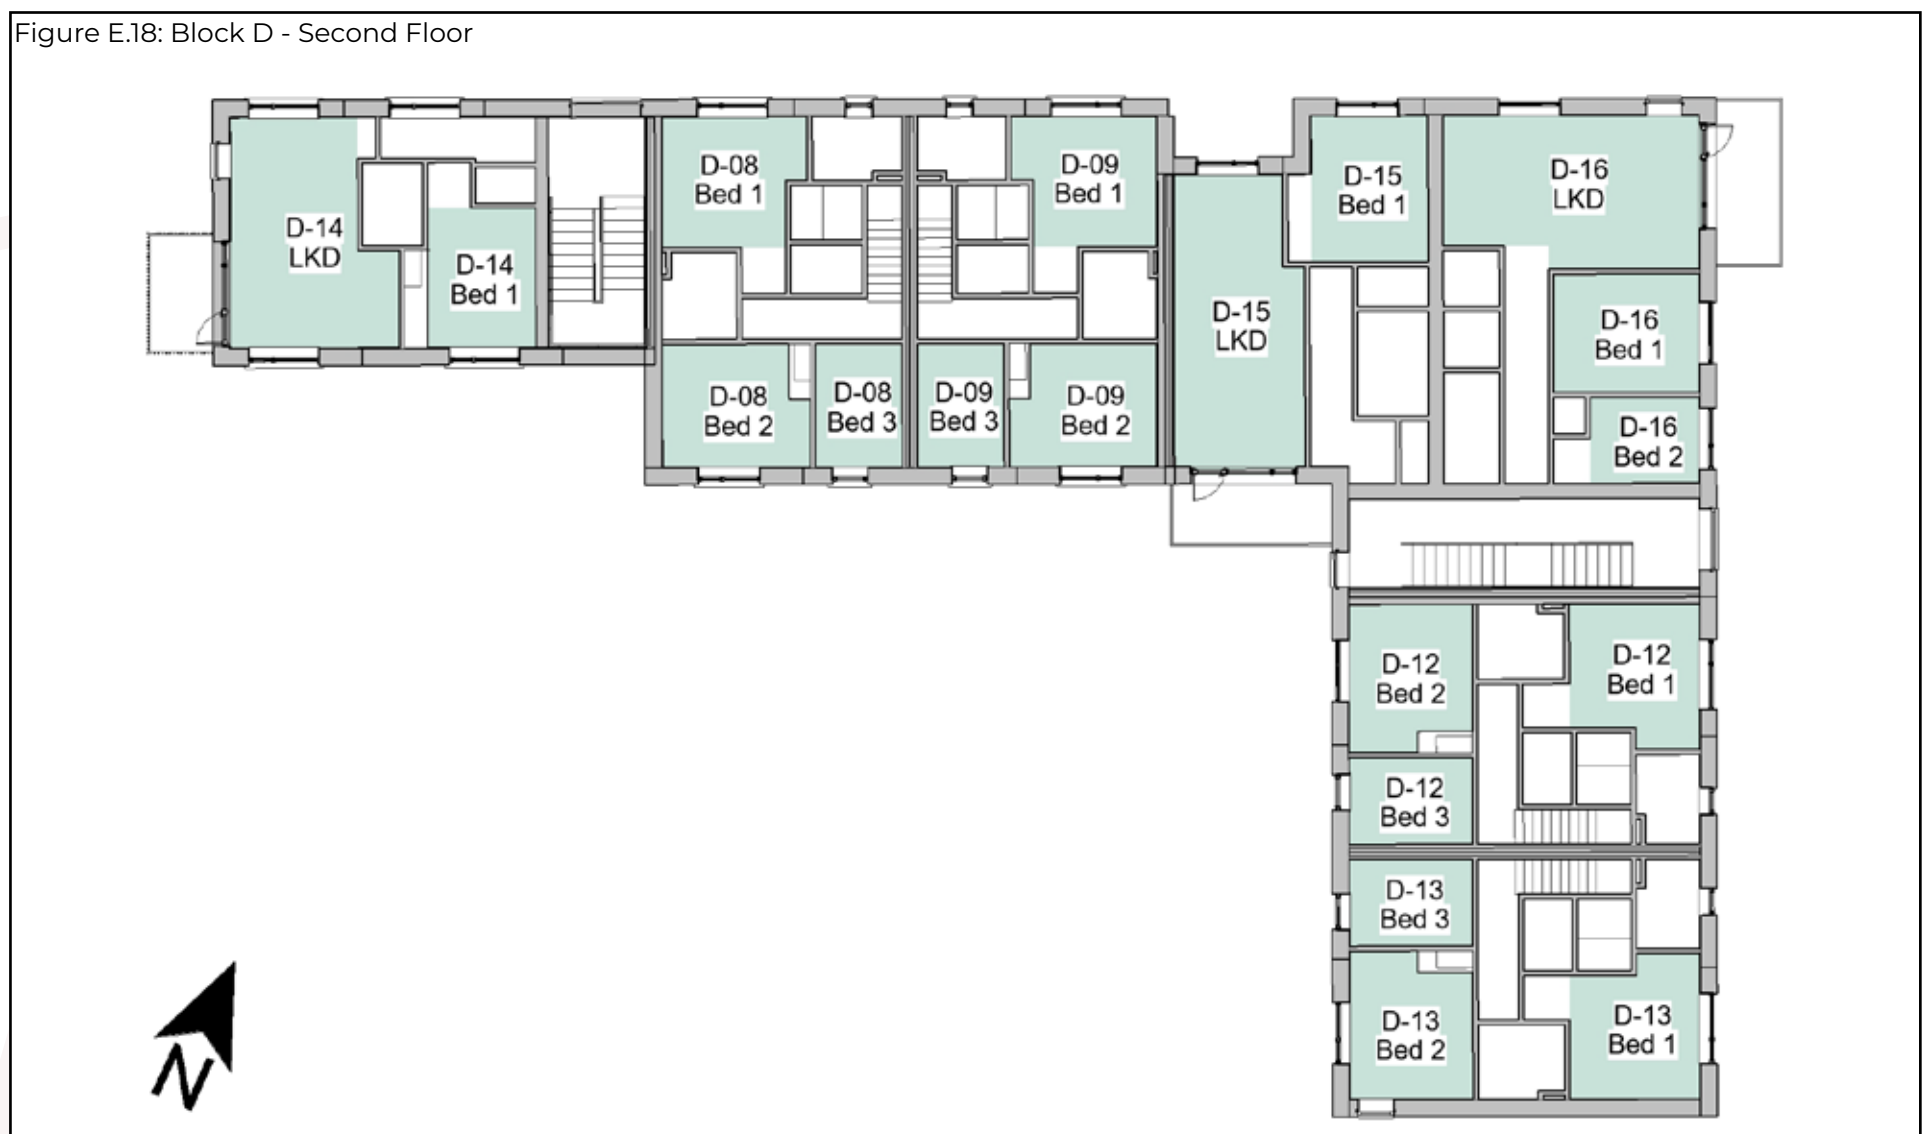 Figure E.18: Block D - Second Floor
D-14
LKD
D-14
Bed 1
D-08
Bed 1
D-09
Bed 1
D-15
Bed 1
D-16
LKD
D-15
LKD
D-16
Bed 1
D-08
Bed 2
D-08
Bed 3
D-09
Bed 3
D-09
Bed 2
D-16
Bed 2
D-12
Bed 2
D-12
Bed 1
D-12
Bed 3
D-13
Bed 3
D-13
Bed 2
D-13
Bed 1
N